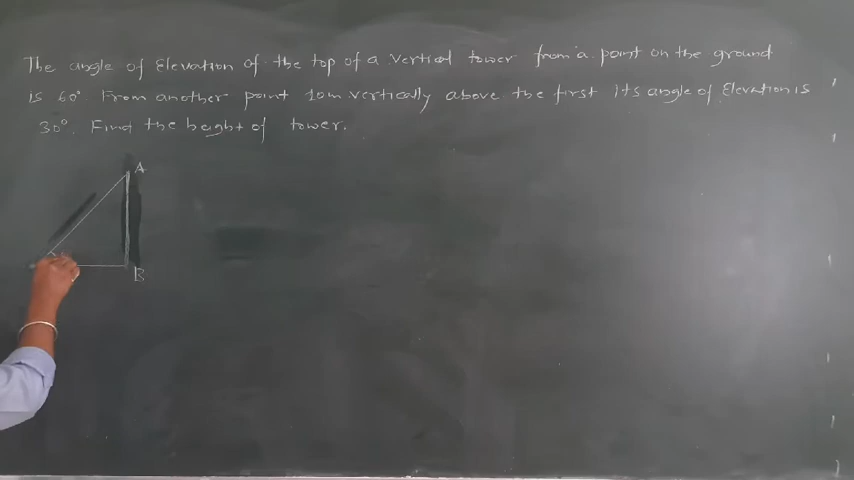 The angle of Elevation of the top of a vertical tower from a point on the ground
is 60°. From another point 10m vertically above the first its angle of Elevation is
30°. Find the height of tower.
A
B